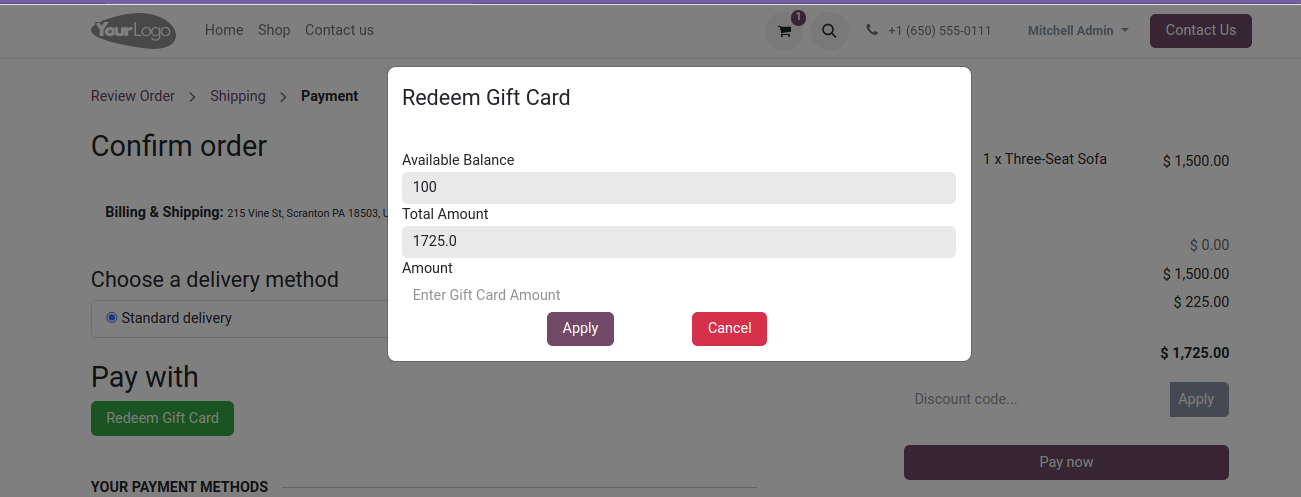 YourLogo Home Shop Contact us 1 +1 (650) 555-0111 Mitchell Admin Contact Us
Review Order Shipping Payment
Redeem Gift Card
Confirm order
Available Balance
1 x Three-Seat Sofa $ 1,500.00
100
Billing & Shipping: 215 Vine St, Scranton PA 18503,
Total Amount
1725.0
$ 0.00
Amount
$ 1,500.00
Choose a delivery method
Enter Gift Card Amount
$ 225.00
Standard delivery
Apply Cancel
$ 1,725.00
Pay with
Discount code... Apply
Redeem Gift Card
Pay now
YOUR PAYMENT METHODS